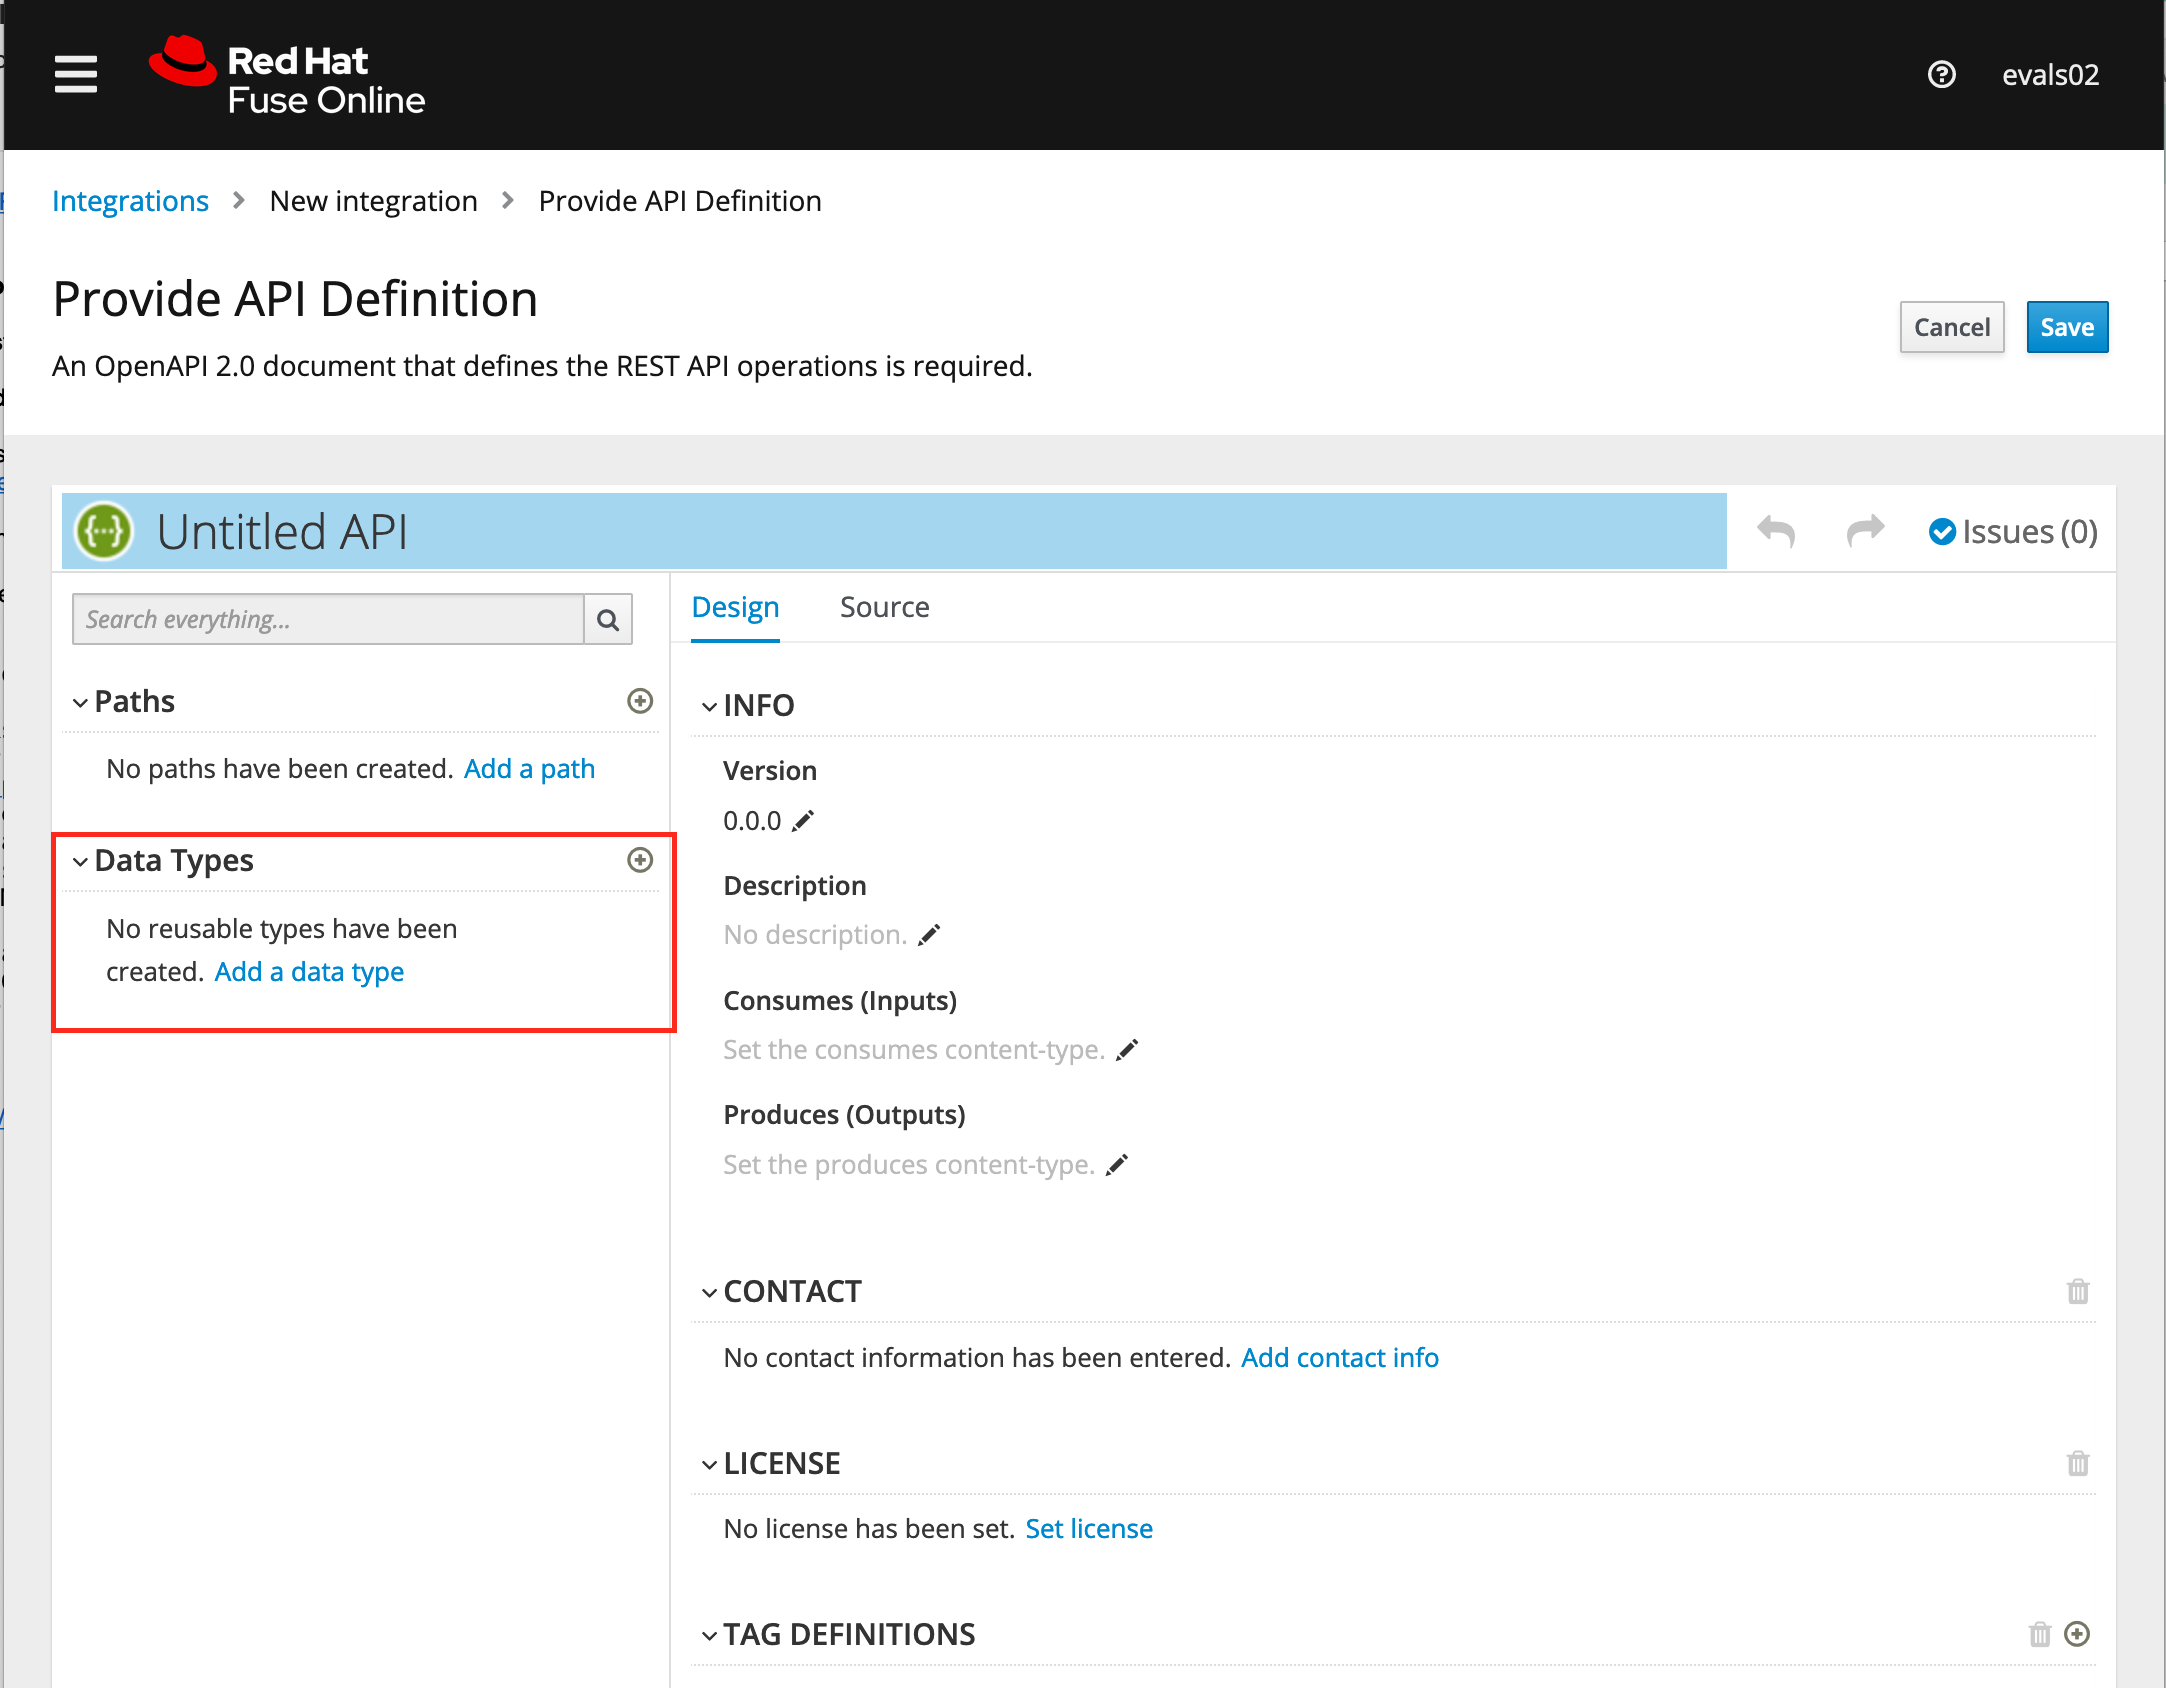 Red Hat
Fuse Online
evals02
Integrations
New integration
Provide API Definition
Provide API Definition
Cancel
Save
An OpenAPI 2.0 document that defines the REST API operations is required.
Untitled API
Issues (0)
Search everything...
Design
Source
Paths
No paths have been created. Add a path
Data Types
No reusable types have been
created. Add a data type
INFO
Version
0.0.0
Description
No description.
Consumes (Inputs)
Set the consumes content-type.
Produces (Outputs)
Set the produces content-type.
CONTACT
No contact information has been entered. Add contact info
LICENSE
No license has been set. Set license
TAG DEFINITIONS